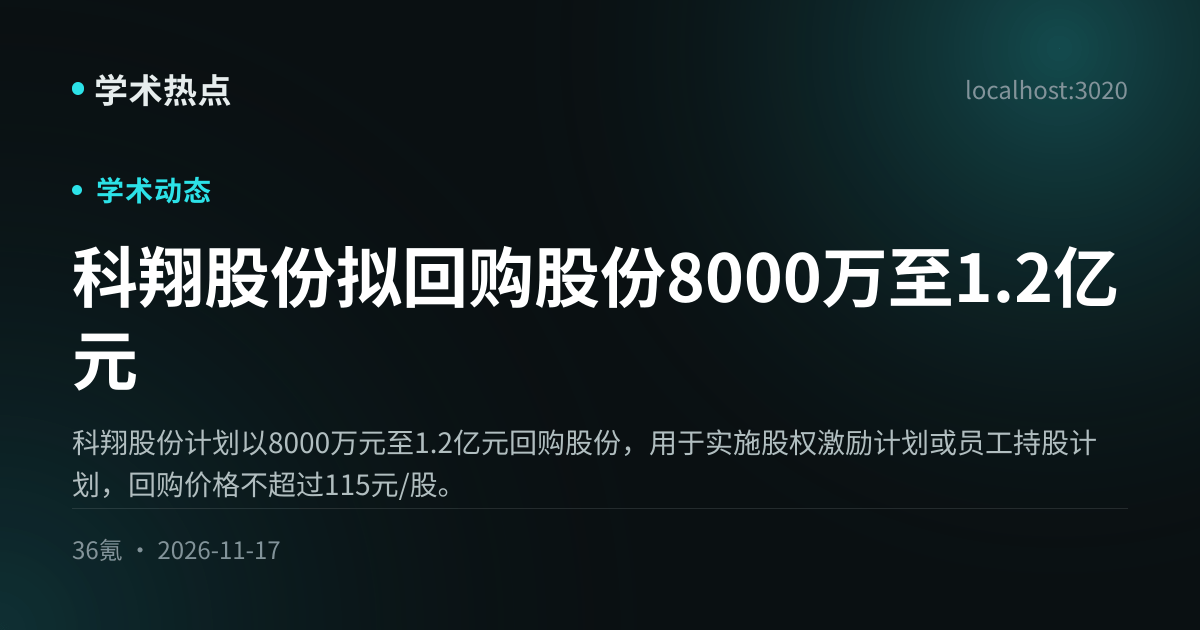 学术热点
localhost:3020
学术动态
科翔股份拟回购股份8000万至1.2亿
元
科翔股份计划以8000万元至1.2亿元回购股份，用于实施股权激励计划或员工持股计
划，回购价格不超过115元/股。
36氪 · 2026-11-17